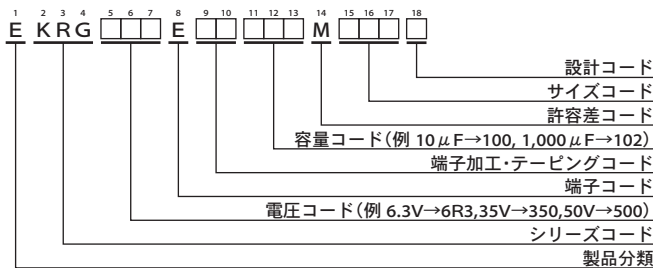 1 2 3 4 5 6 7 8 9 10 11 12 13 14 15 16 17 18
E KRG □□□ E □□ □□□ M □□□ □
設計コード
サイズコード
許容差コード
容量コード(例 10μF→100, 1,000μF→102)
端子加工・テーピングコード
端子コード
電圧コード(例 6.3V→6R3,35V→350,50V→500)
シリーズコード
製品分類